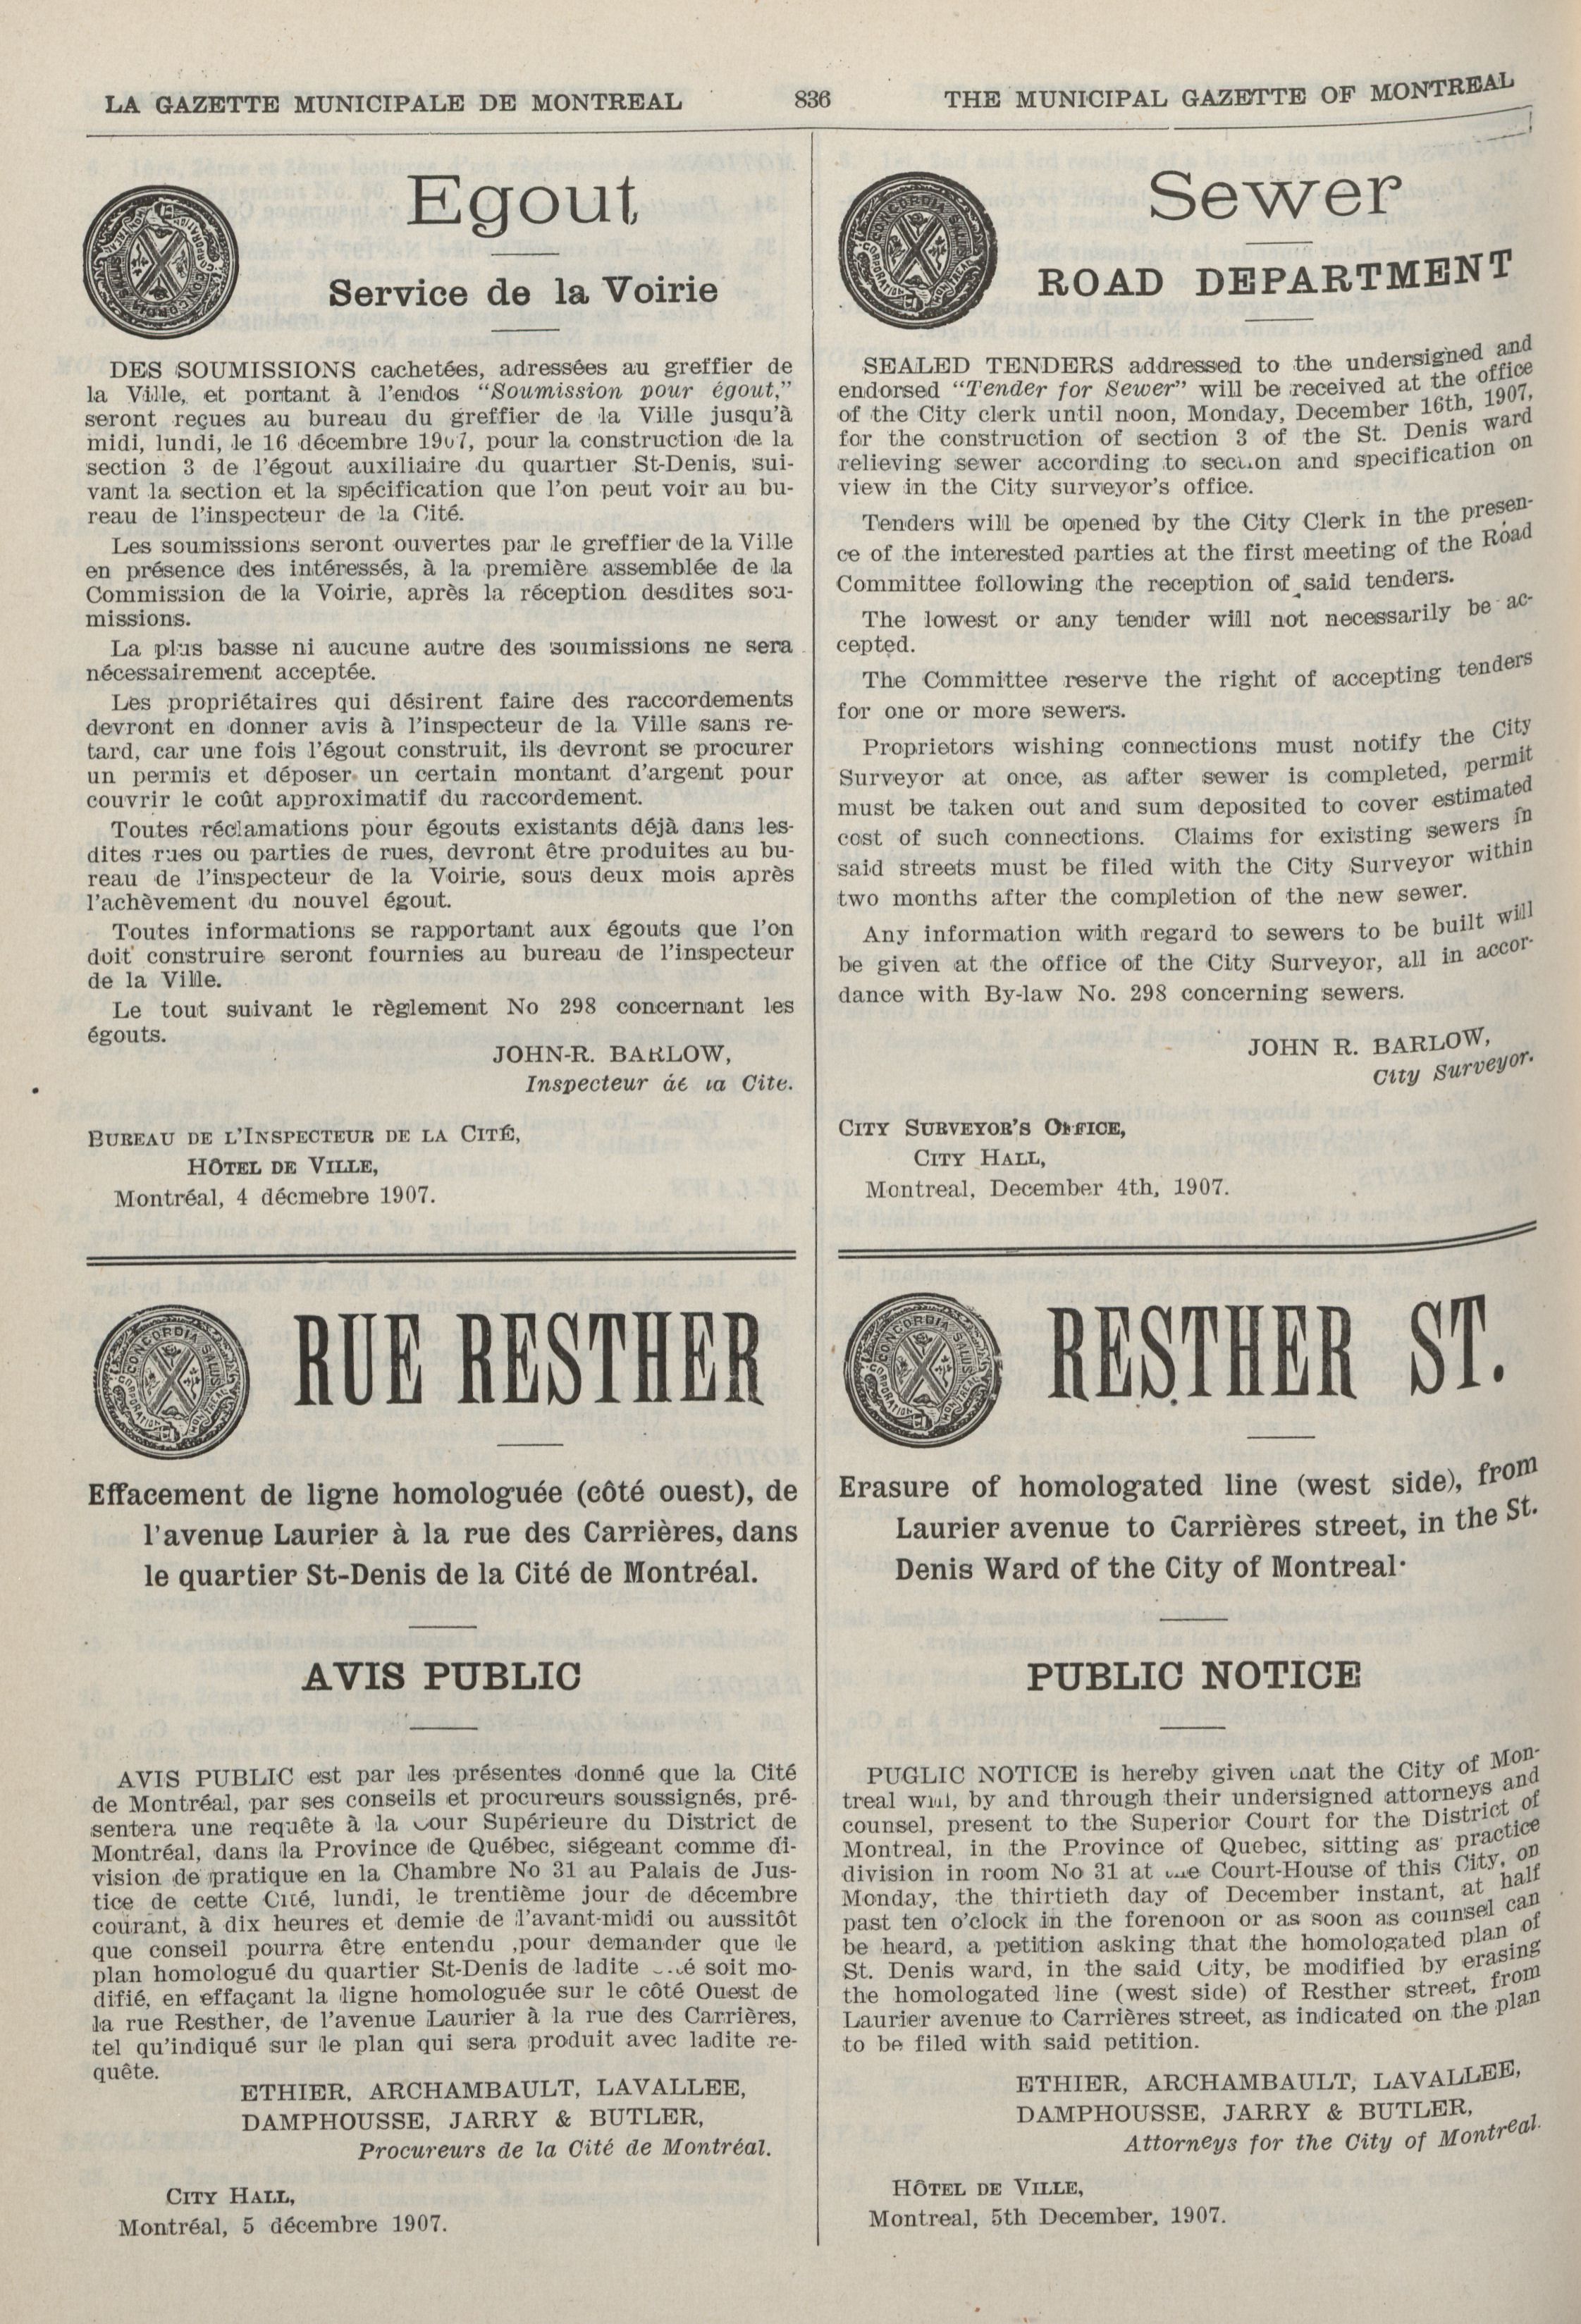 LA GAZETTE MUNICIPALE DE MONTREAL 836 THE MUNICIPAL GAZETTE OF MONTREAL
Egout
Service de la Voirie
DES SOUMISSIONS cachetées, adressées au greffier de
la Ville, et portant à l'endos "Soumission pour égout,"
seront reçues au bureau du greffier de la Ville jusqu'à
midi, lundi, le 16 décembre 1907, pour la construction de la
section 3 de l'égout auxiliaire du quartier St-Denis, sui-
vant la section et la spécification que l'on peut voir au bu-
reau de l'inspecteur de la Cité.
Les soumissions seront ouvertes par le greffier de la Ville
en présence des intéressés, à la première assemblée de la
Commission de la Voirie, après la réception desdites sou-
missions.
La plus basse ni aucune autre des soumissions ne sera
nécessairement acceptée.
Les propriétaires qui désirent faire des raccordements
devront en donner avis à l'inspecteur de la Ville sans re-
tard, car une fois l'égout construit, ils devront se procurer
un permis et déposer un certain montant d'argent pour
couvrir le coût approximatif du raccordement.
Toutes réclamations pour égouts existants déjà dans les-
dites rues ou parties de rues, devront être produites au bu-
reau de l'inspecteur de la Voirie, sous deux mois après
l'achèvement du nouvel égout.
Toutes informations se rapportant aux égouts que l'on
doit construire seront fournies au bureau de l'inspecteur
de la Ville.
Le tout suivant le règlement No 298 concernant les
égouts.
JOHN-R. BARLOW,
Inspecteur de la Cite.
BUREAU DE L'INSPECTEUR DE LA CITÉ,
HÔTEL DE VILLE,
Montréal, 4 décmebre 1907.
RUE RESTHER
Effacement de ligne homologuée (côté ouest), de
l'avenue Laurier à la rue des Carrières, dans
le quartier St-Denis de la Cité de Montréal.
AVIS PUBLIC
AVIS PUBLIC est par les présentes donné que la Cité
de Montréal, par ses conseils et procureurs soussignés, pré-
sentera une requête à la Cour Supérieure du District de
Montréal, dans la Province de Québec, siégeant comme di-
vision de pratique en la Chambre No 31 au Palais de Jus-
tice de cette Cité, lundi, le trentième jour de décembre
courant, à dix heures et demie de l'avant-midi ou aussitôt
que conseil pourra être entendu ,pour demander que le
plan homologué du quartier St-Denis de ladite Cité soit mo-
difié, en effaçant la ligne homologuée sur le côté Ouest de
la rue Resther, de l'avenue Laurier à la rue des Carrières,
tel qu'indiqué sur le plan qui sera produit avec ladite re-
quête.
ETHIER, ARCHAMBAULT, LAVALLEE,
DAMPHOUSSE, JARRY & BUTLER,
Procureurs de la Cité de Montréal.
CITY HALL,
Montréal, 5 décembre 1907.
Sewer
ROAD DEPARTMENT
SEALED TENDERS addressed to the undersigned and
endorsed "Tender for Sewer" will be received at the office
of the City clerk until noon, Monday, December 16th, 1907,
for the construction of section 3 of the St. Denis ward
relieving sewer according to section and specification on
view in the City surveyor's office.
Tenders will be opened by the City Clerk in the presen-
ce of the interested parties at the first meeting of the Road
Committee following the reception of said tenders.
The lowest or any tender will not necessarily be ac-
cepted.
The Committee reserve the right of accepting tenders
for one or more sewers.
Proprietors wishing connections must notify the City
Surveyor at once, as after sewer is completed, permit
must be taken out and sum deposited to cover estimated
cost of such connections. Claims for existing sewers in
said streets must be filed with the City Surveyor within
two months after the completion of the new sewer.
Any information with regard to sewers to be built will
be given at the office of the City Surveyor, all in accor-
dance with By-law No. 298 concerning sewers.
JOHN R. BARLOW,
City Surveyor.
CITY SURVEYOR'S OFFICE,
CITY HALL,
Montreal, December 4th, 1907.
RESTHER ST.
Erasure of homologated line (west side), from
Laurier avenue to Carrières street, in the St.
Denis Ward of the City of Montreal.
PUBLIC NOTICE
PUGLIC NOTICE is hereby given that the City of Mon-
treal will, by and through their undersigned attorneys and
counsel, present to the Superior Court for the District of
Montreal, in the Province of Quebec, sitting as practice
division in room No 31 at the Court-House of this City, on
Monday, the thirtieth day of December instant, at half
past ten o'clock in the forenoon or as soon as counsel can
be heard, a petition asking that the homologated plan of
St. Denis ward, in the said City, be modified by erasing
the homologated line (west side) of Resther street, from
Laurier avenue to Carrières street, as indicated on the plan
to be filed with said petition.
ETHIER, ARCHAMBAULT, LAVALLEE,
DAMPHOUSSE, JARRY & BUTLER,
Attorneys for the City of Montreal.
HÔTEL DE VILLE,
Montreal, 5th December, 1907.